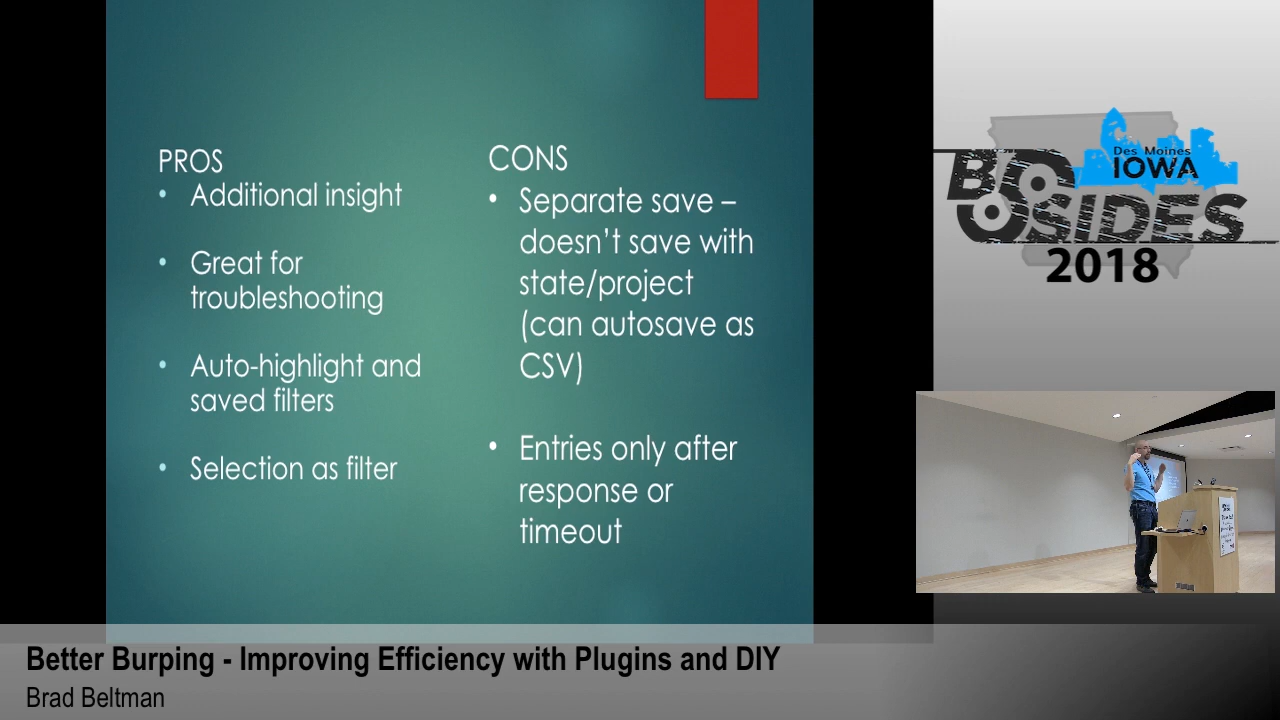 PROS
• Additional insight
• Great for
troubleshooting
• Auto-highlight and
saved filters
• Selection as filter
CONS
• Separate save –
doesn't save with
state/project
(can autosave as
CSV)
• Entries only after
response or
timeout
Des Moines
IOWA
BSIDES
2018
Better Burping - Improving Efficiency with Plugins and DIY
Brad Beltman